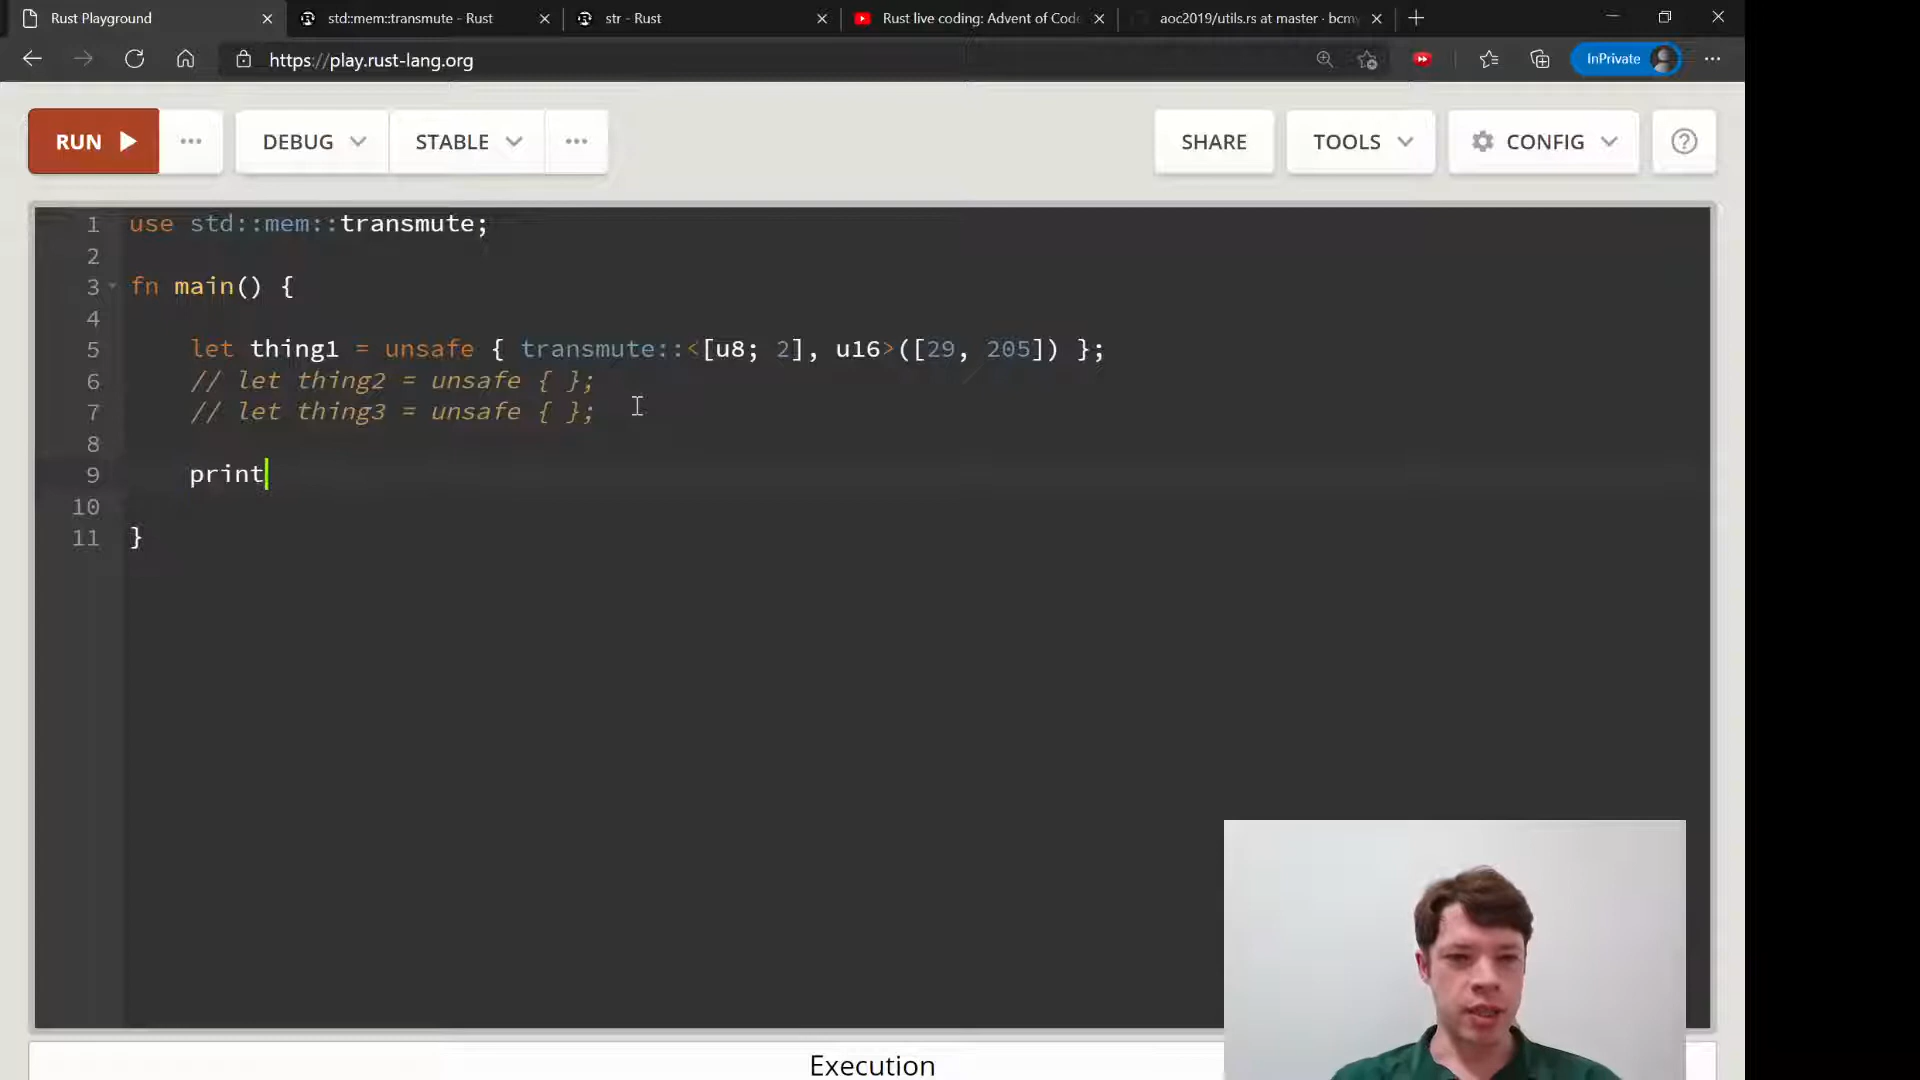 Rust Playground
std::mem::transmute - Rust
str - Rust
Rust live coding: Advent of Code
aoc2019/utils.rs at master · bcmy
https://play.rust-lang.org
InPrivate
RUN
DEBUG
STABLE
SHARE
TOOLS
CONFIG
1 use std::mem::transmute;
2
3 fn main() {
4
5 let thing1 = unsafe { transmute::<[u8; 2], u16>([29, 205]) };
6 // let thing2 = unsafe { };
7 // let thing3 = unsafe { };
8
9 print
10
11 }
Execution